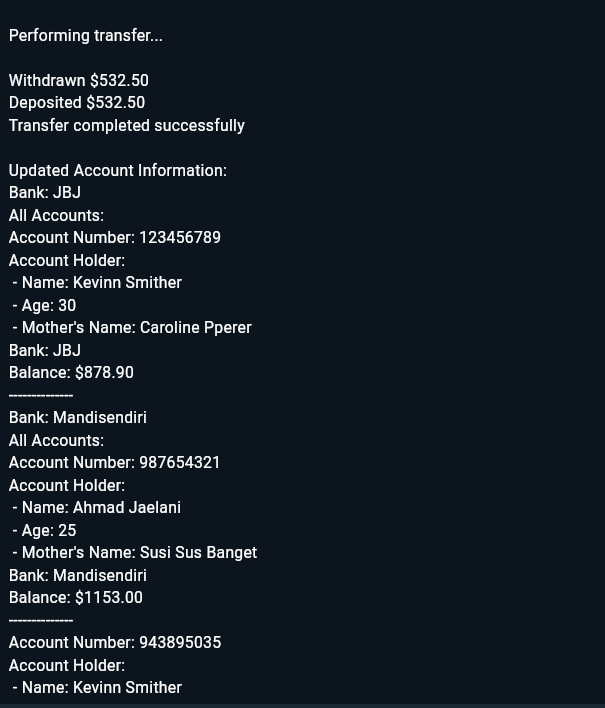 Performing transfer...
Withdrawn $532.50
Deposited $532.50
Transfer completed successfully
Updated Account Information:
Bank: JBJ
All Accounts:
Account Number: 123456789
Account Holder:
- Name: Kevinn Smither
- Age: 30
- Mother's Name: Caroline Pperer
Bank: JBJ
Balance: $878.90
--------------
Bank: Mandisendiri
All Accounts:
Account Number: 987654321
Account Holder:
- Name: Ahmad Jaelani
- Age: 25
- Mother's Name: Susi Sus Banget
Bank: Mandisendiri
Balance: $1153.00
--------------
Account Number: 943895035
Account Holder:
- Name: Kevinn Smither